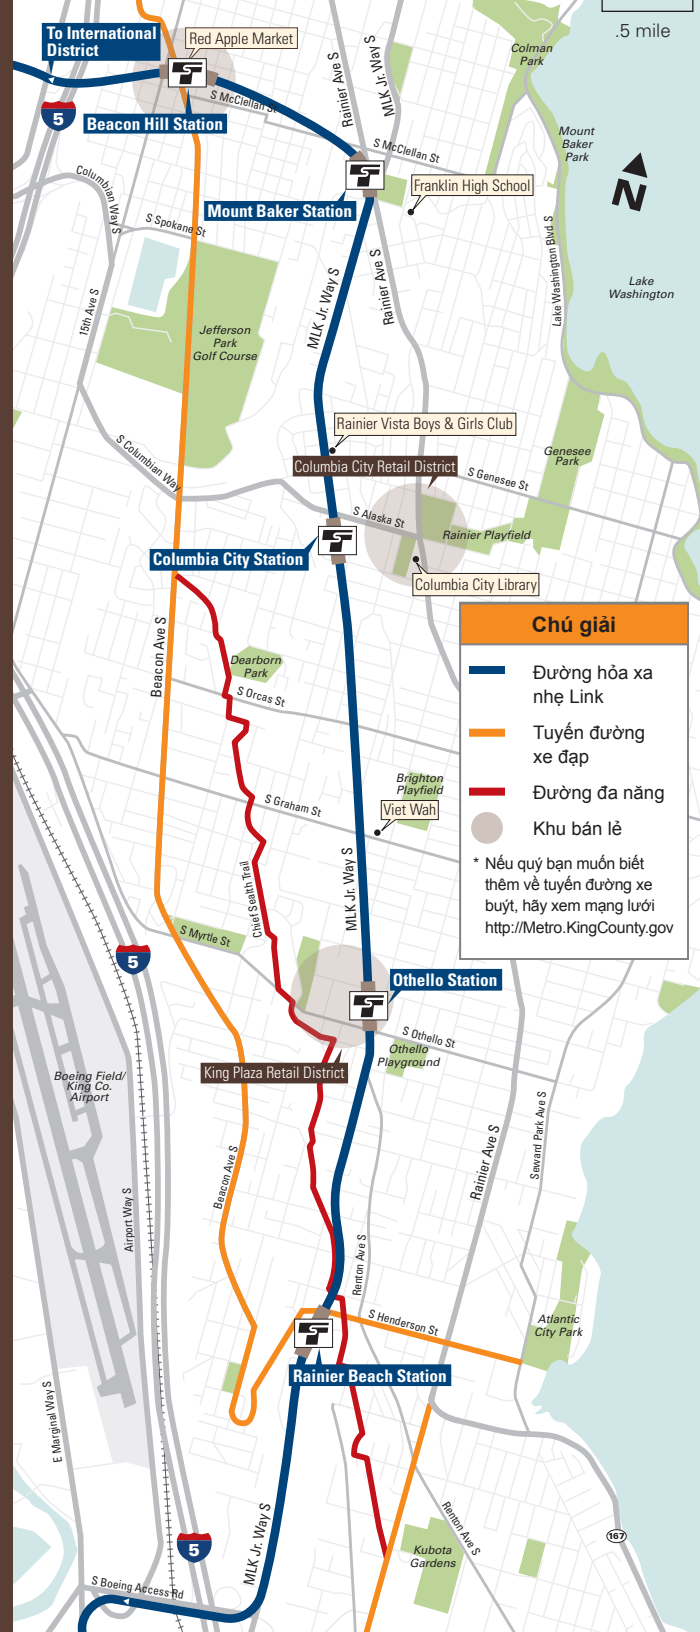 .5 mile
To International
District
Red Apple Market
5
Beacon Hill Station
S McClellan St
Rainier Ave S
MLK Jr. Way S
S McClellan St
Colman
Park
Mount
Baker
Park
N
Columbian Way S
S Spokane St
Mount Baker Station
Franklin High School
15th Ave S
MLK Jr. Way S
Rainier Ave S
Lake Washington Blvd S
Lake
Washington
Jefferson
Park
Golf Course
Rainier Vista Boys & Girls Club
Columbia City Retail District
S Columbian Way
S Genesee St
Genesee
Park
S Alaska St
Rainier Playfield
Columbia City Station
Columbia City Library
Chú giải
Đường hỏa xa
nhẹ Link
Tuyến đường
xe đạp
Đường đa năng
Khu bán lẻ
* Nếu quý bạn muốn biết
thêm về tuyến đường xe
buýt, hãy xem mạng lưới
http://Metro.KingCounty.gov
Beacon Ave S
Dearborn
Park
S Orcas St
Brighton
Playfield
S Graham St
Viet Wah
MLK Jr. Way S
Chief Sealth Trail
S Myrtle St
5
Othello Station
S Othello St
Othello
Playground
King Plaza Retail District
Boeing Field/
King Co.
Airport
Beacon Ave S
Airport Way S
Rainier Ave S
Seward Park Ave S
Renton Ave S
S Henderson St
Atlantic
City Park
Rainier Beach Station
E Marginal Way S
MLK Jr. Way S
Renton Ave S
167
5
Kubota
Gardens
S Boeing Access Rd